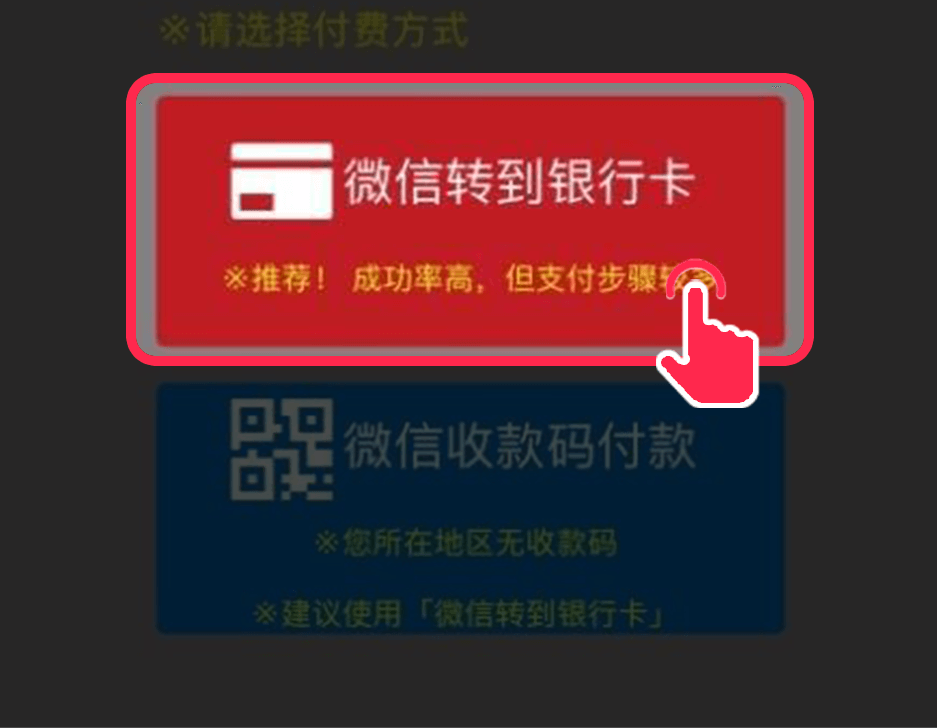 ※请选择付费方式
微信转到银行卡
※推荐! 成功率高，但支付步骤较多
微信收款码付款
※您所在地区无收款码
※建议使用「微信转到银行卡」